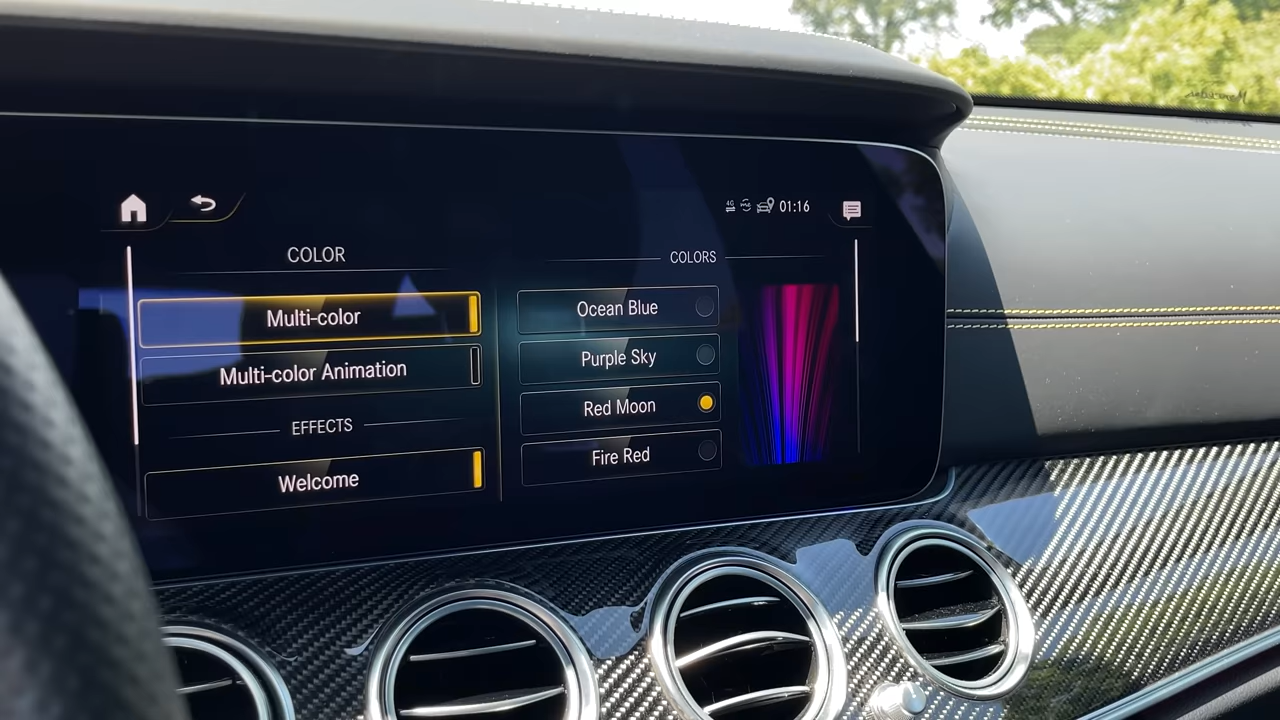 4G 01:16
COLOR
Multi-color
Multi-color Animation
EFFECTS
Welcome
COLORS
Ocean Blue
Purple Sky
Red Moon
Fire Red